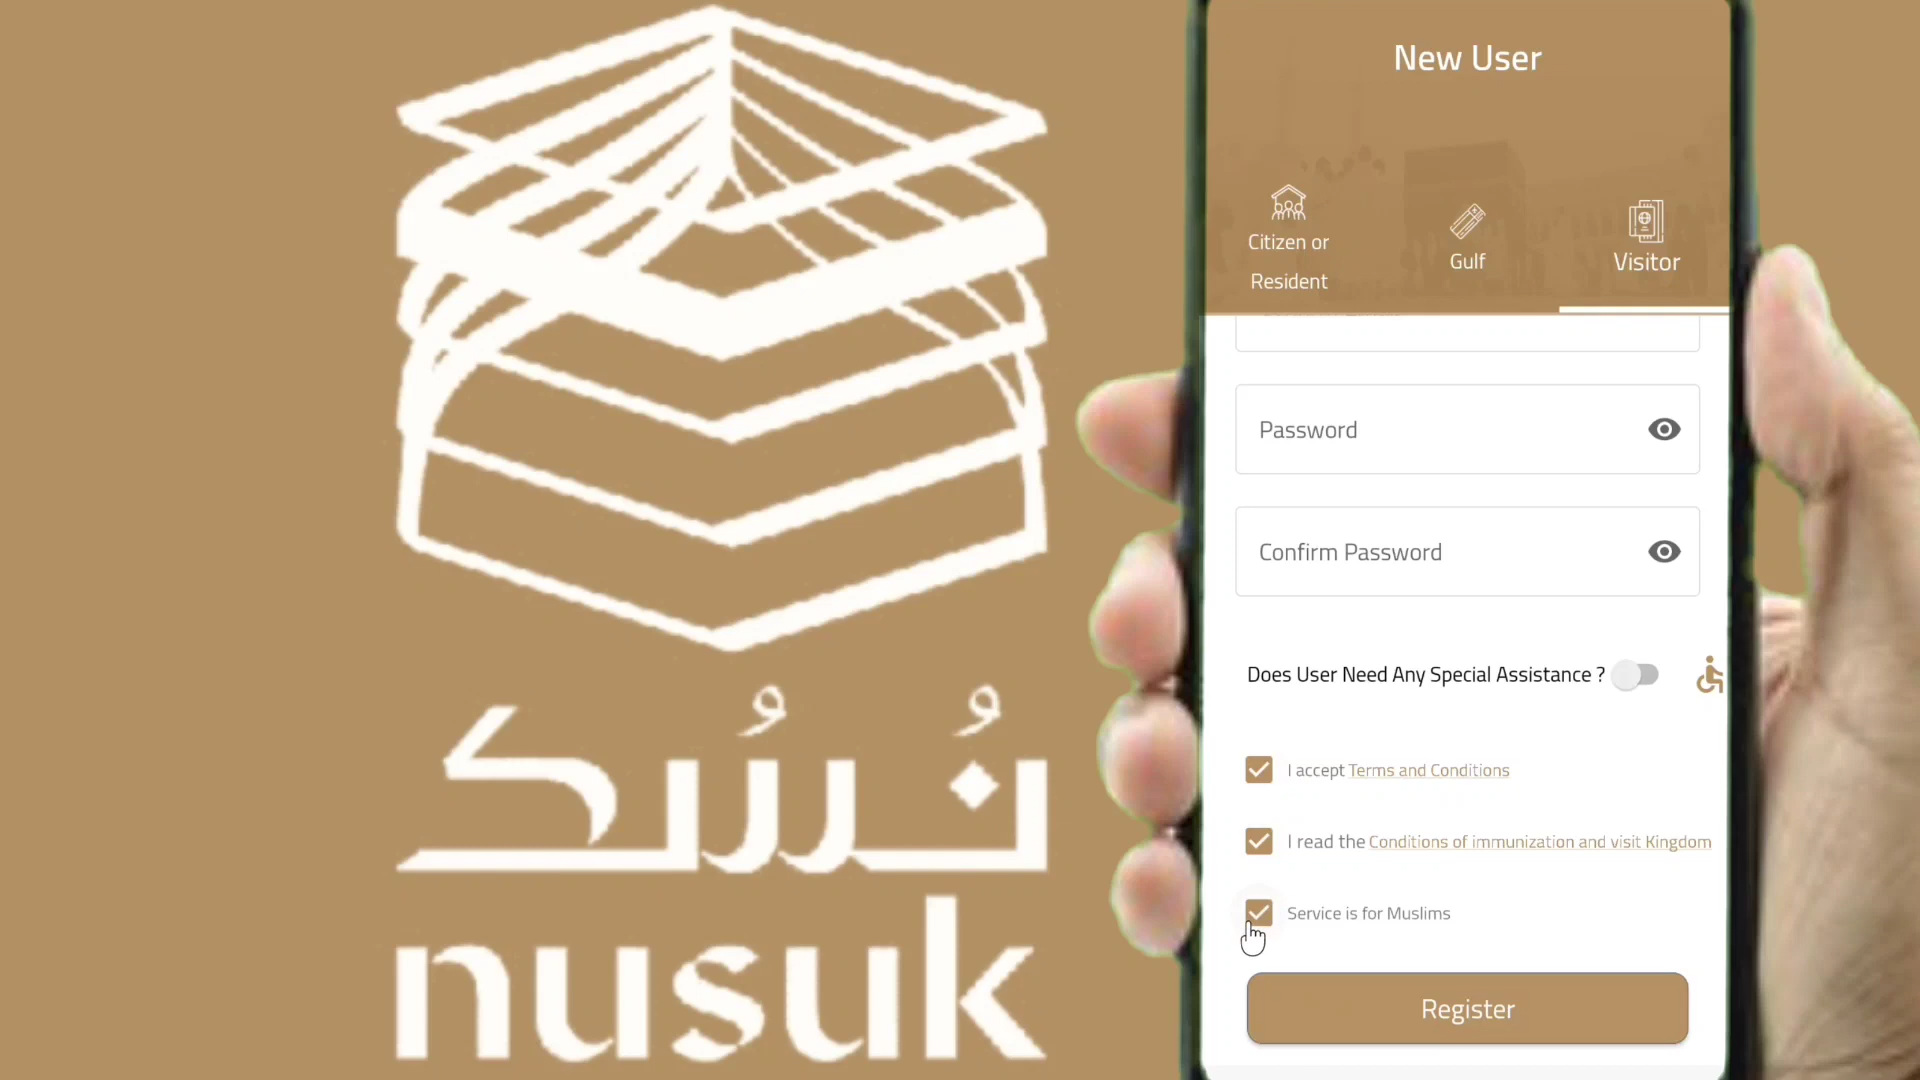 نُسُك
nusuk
New User
Citizen or
Resident
Gulf
Visitor
Password
Confirm Password
Does User Need Any Special Assistance ?
I accept Terms and Conditions
I read the Conditions of immunization and visit Kingdom
Service is for Muslims
Register